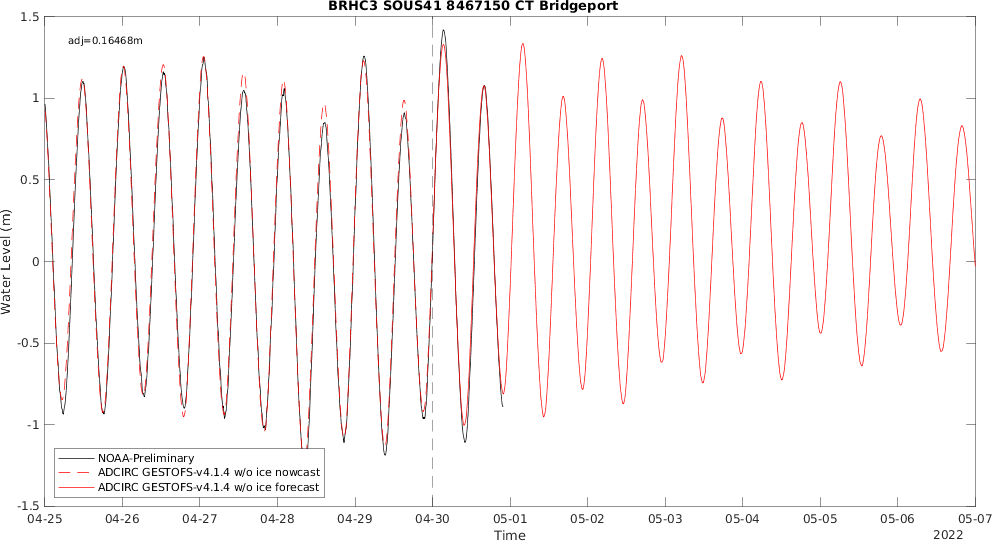 BRHC3 SOUS41 8467150 CT Bridgeport
adj=0.16468m
1.5
1
0.5
0
-0.5
-1
-1.5
Water Level (m)
NOAA-Preliminary
ADCIRC GESTOFS-v4.1.4 w/o ice nowcast
ADCIRC GESTOFS-v4.1.4 w/o ice forecast
04-25 04-26 04-27 04-28 04-29 04-30 05-01 05-02 05-03 05-04 05-05 05-06 05-07
Time
2022